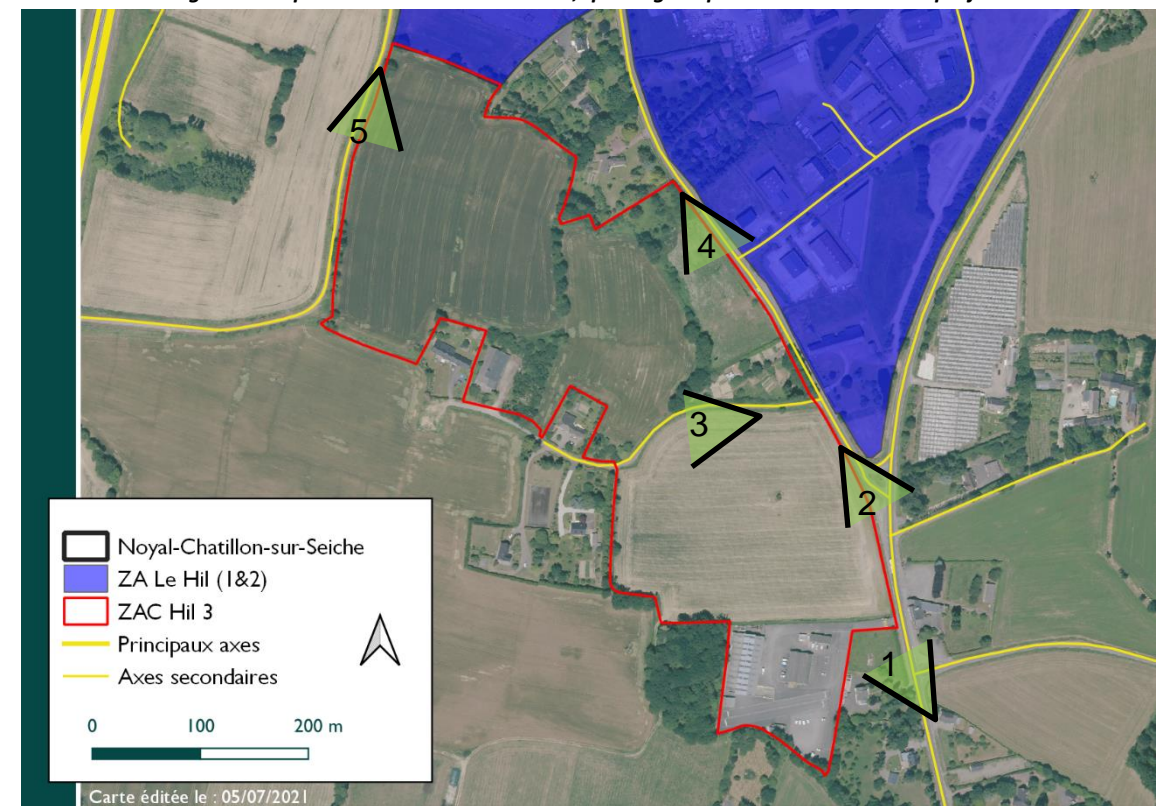 5
4
3
2
1
Noyal-Chatillon-sur-Seiche
ZA Le Hil (1&2)
ZAC Hil 3
Principaux axes
Axes secondaires
0 100 200 m
Carte éditée le : 05/07/2021